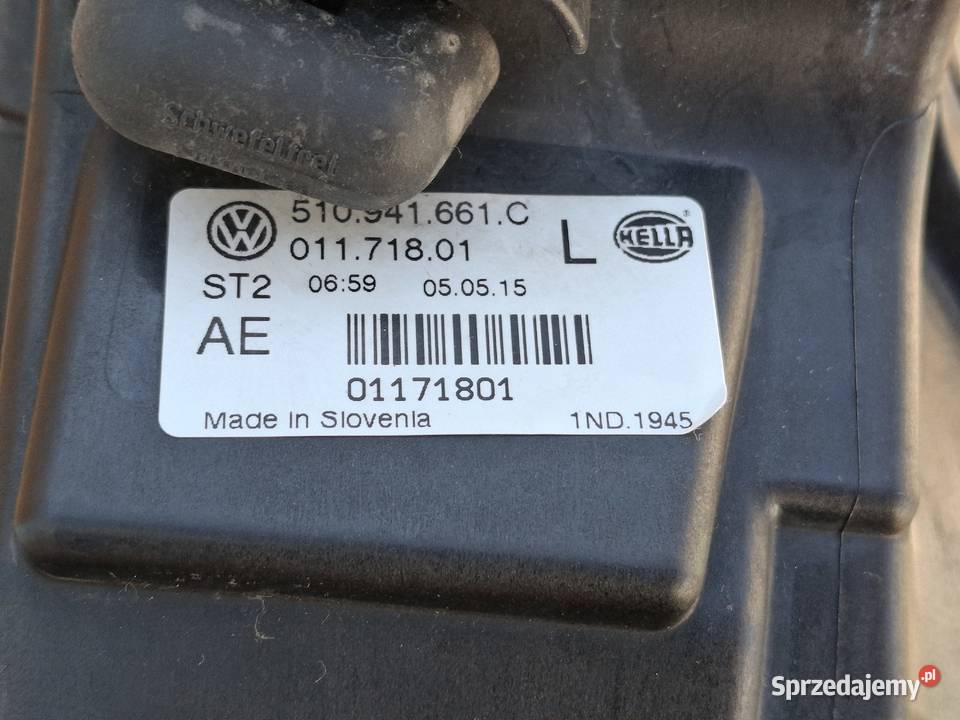 Schwefelfrei
510.941.661.C
011.718.01
L
HELLA
ST2 06:59 05.05.15
AE
01171801
Made in Slovenia 1ND.1945
Sprzedajemy.pl